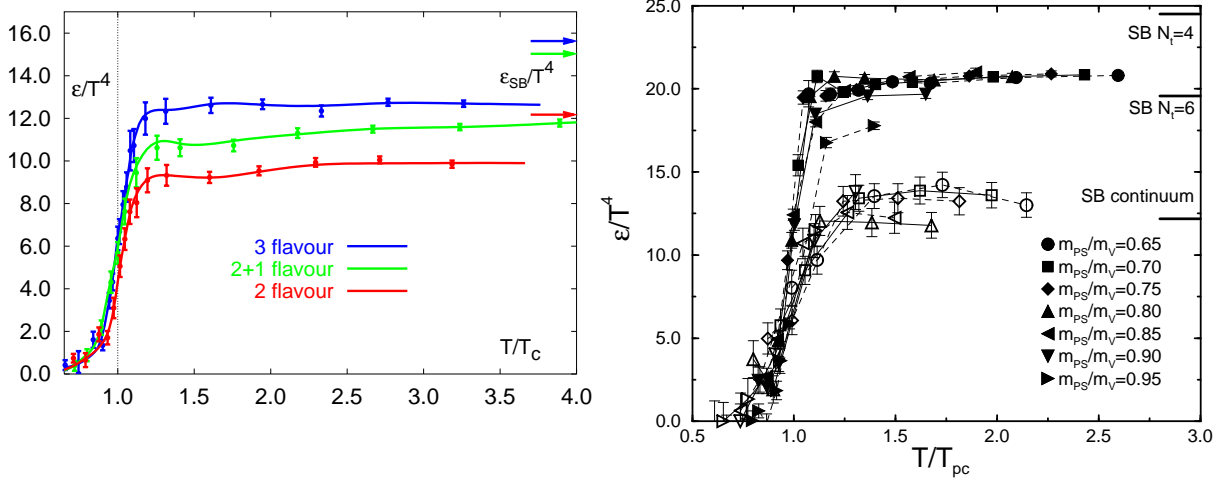 16.0
14.0
12.0
10.0
8.0
6.0
4.0
2.0
0.0
ε/T⁴
ε_SB/T⁴
3 flavour
2+1 flavour
2 flavour
T/T_c
1.0 1.5 2.0 2.5 3.0 3.5 4.0
25.0
20.0
15.0
10.0
5.0
0.0
ε/T⁴
SB N_t=4
SB N_t=6
SB continuum
m_PS/m_V=0.65
m_PS/m_V=0.70
m_PS/m_V=0.75
m_PS/m_V=0.80
m_PS/m_V=0.85
m_PS/m_V=0.90
m_PS/m_V=0.95
0.5 1.0 1.5 2.0 2.5 3.0
T/T_pc